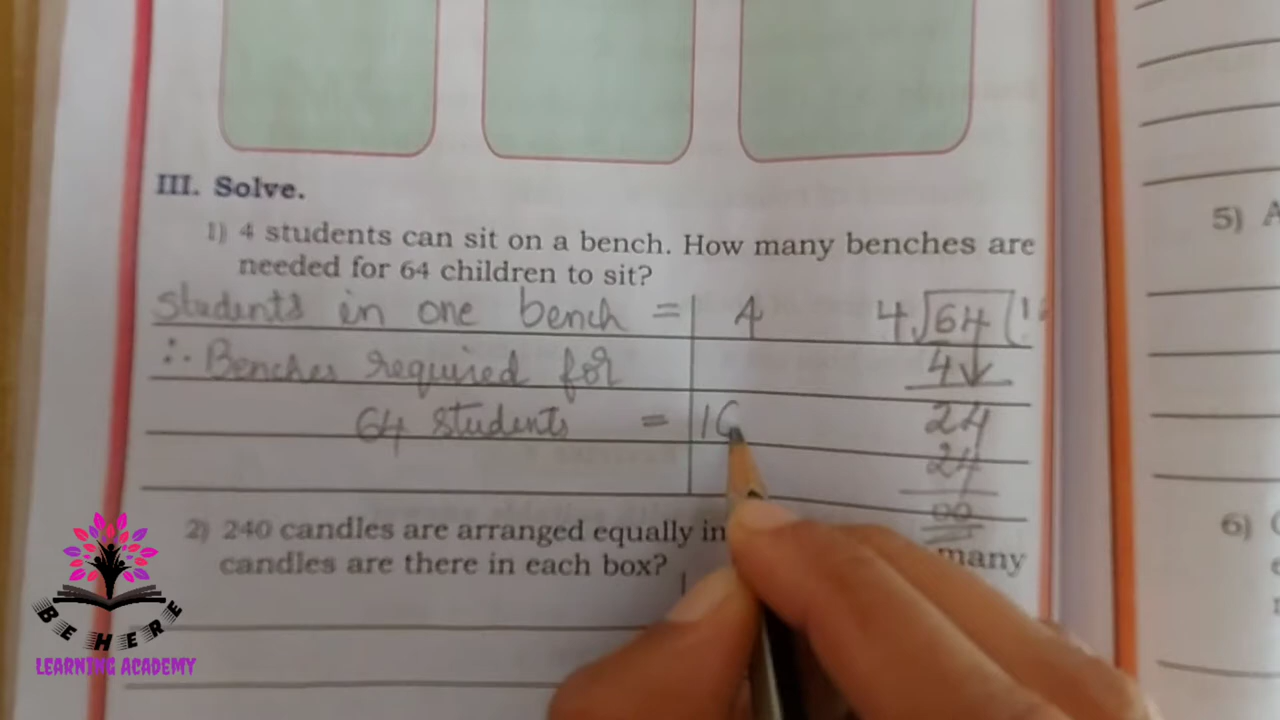 III. Solve.
1) 4 students can sit on a bench. How many benches are
needed for 64 children to sit?
Students in one bench = 4
∴ Benches required for
64 students = 16
4)64(1
4↓
24
24
00
2) 240 candles are arranged equally in
many
candles are there in each box?
5) A
6)
BE HERE
LEARNING ACADEMY